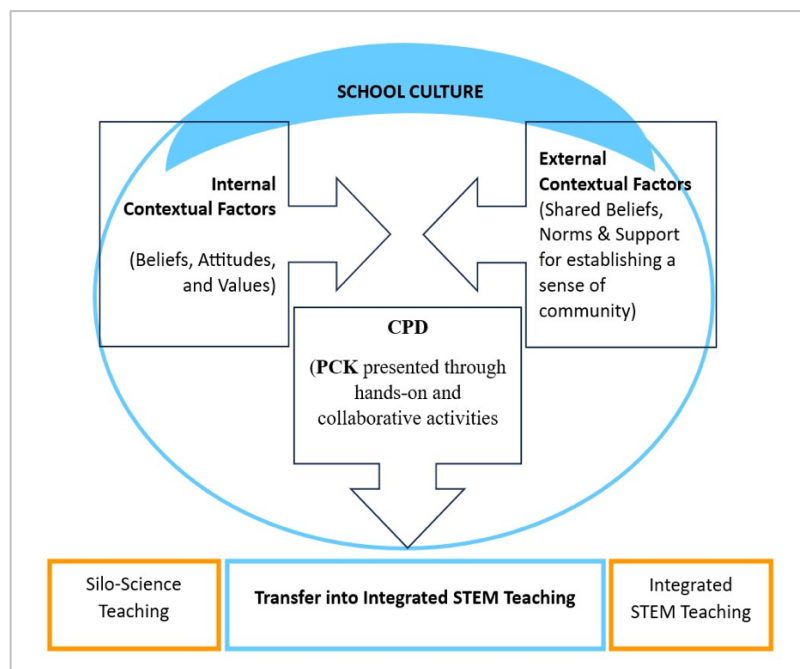 SCHOOL CULTURE
Internal
Contextual Factors
(Beliefs, Attitudes,
and Values)
External
Contextual Factors
(Shared Beliefs,
Norms & Support
for establishing a
sense of
community)
CPD
(PCK presented through
hands-on and
collaborative activities
Silo-Science
Teaching
Transfer into Integrated STEM Teaching
Integrated
STEM Teaching